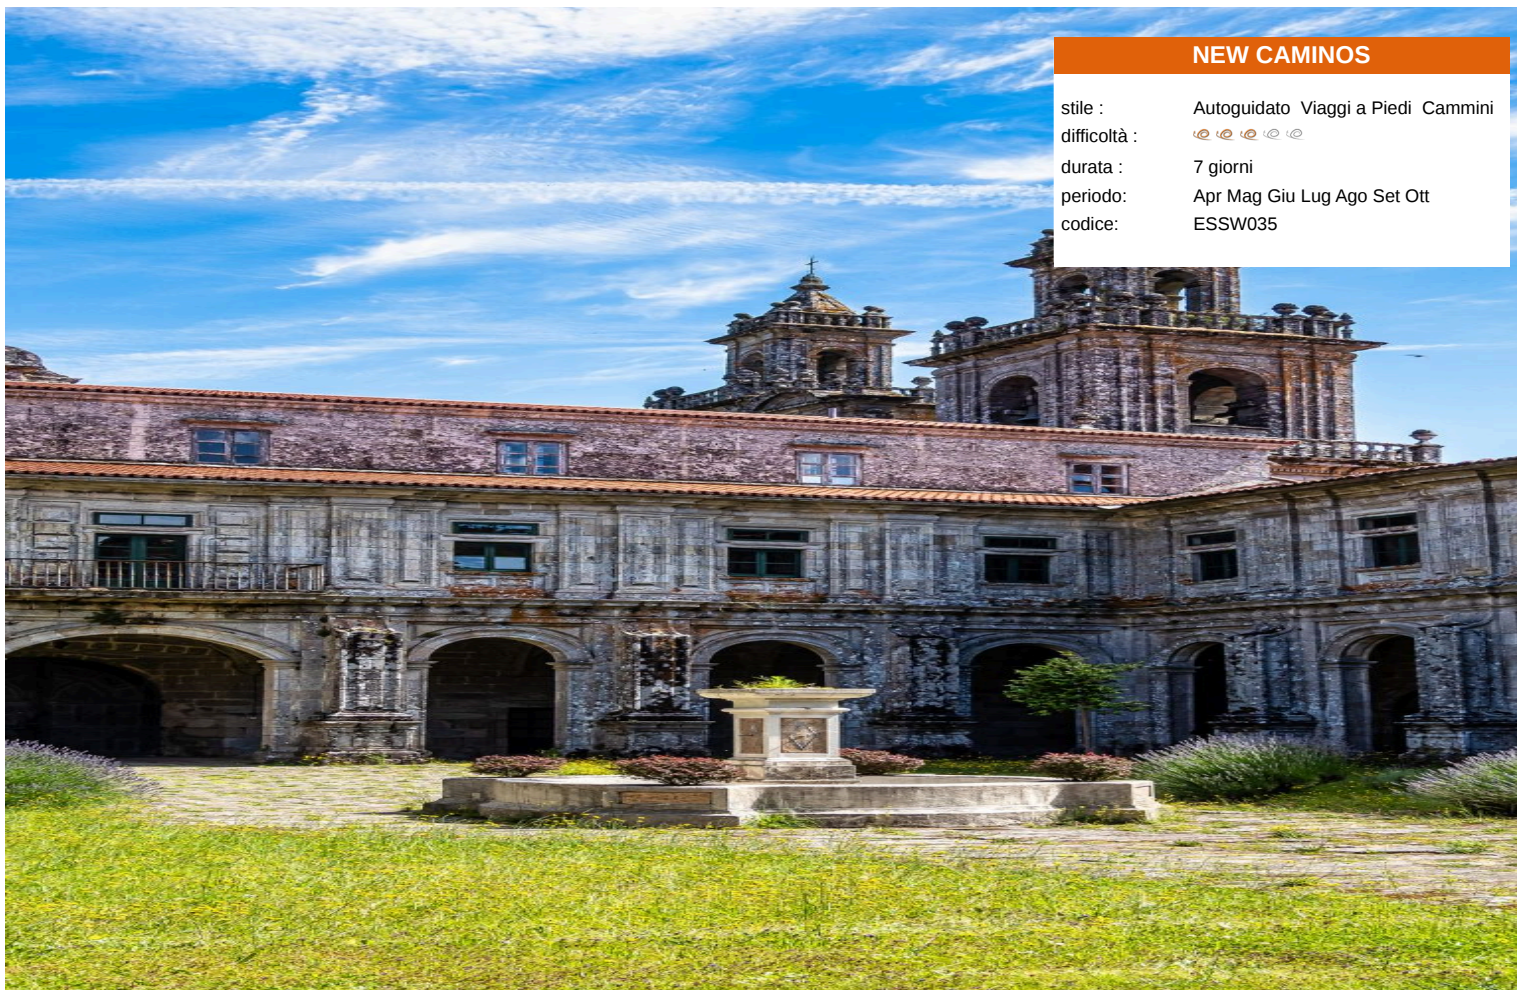 NEW CAMINOS
stile : Autoguidato Viaggi a Piedi Cammini
difficoltà :
durata : 7 giorni
periodo: Apr Mag Giu Lug Ago Set Ott
codice: ESSW035